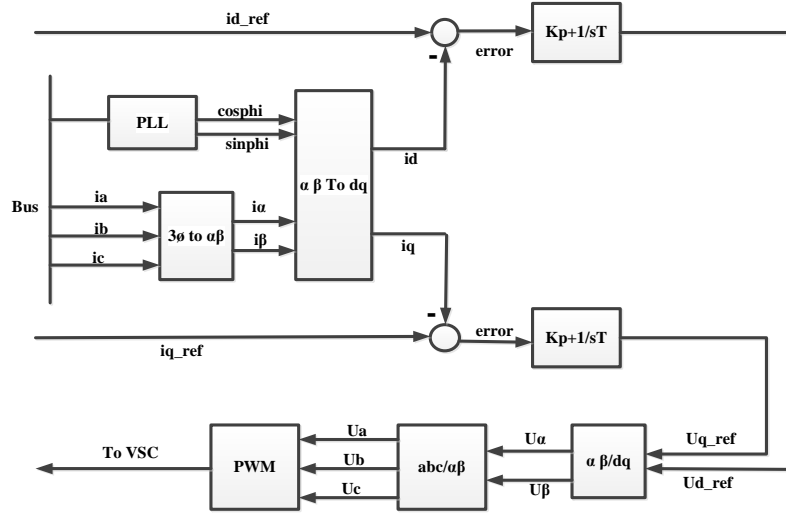 id_ref
error
Kp+1/sT
PLL
cosphi
sinphi
α β To dq
id
Bus
ia
ib
ic
3ø to αβ
iα
iβ
iq
iq_ref
error
Kp+1/sT
To VSC
PWM
Ua
Ub
Uc
abc/αβ
Uα
Uβ
α β/dq
Uq_ref
Ud_ref